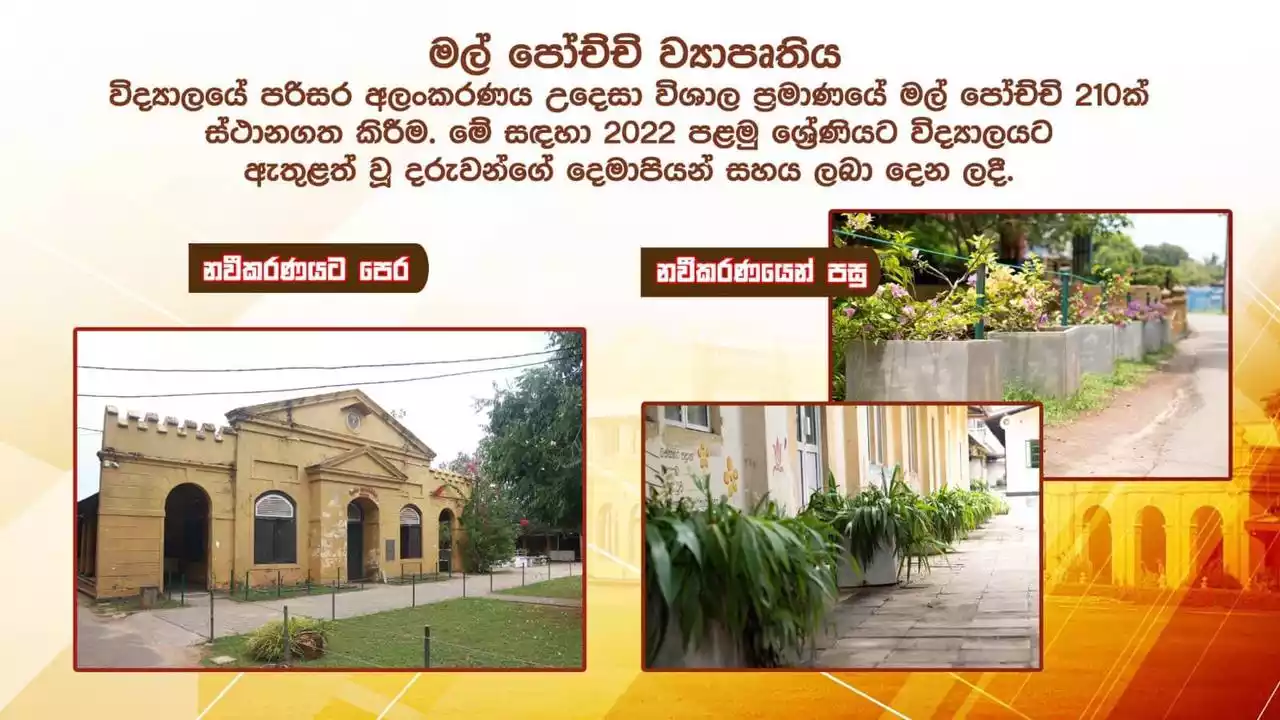 මල් පෝච්චි ව්‍යාපෘතිය
විද්‍යාලයේ පරිසර අලංකරණය උදෙසා විශාල ප්‍රමාණයේ මල් පෝච්චි 210ක්
ස්ථානගත කිරීම. මේ සඳහා 2022 පළමු ශ්‍රේණියට විද්‍යාලයට
ඇතුළත් වූ දරුවන්ගේ දෙමාපියන් සහය ලබා දෙන ලදී.
නවීකරණයට පෙර
නවීකරණයෙන් පසු